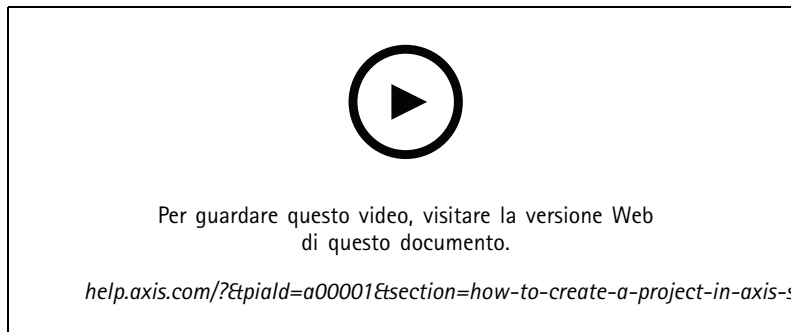 Per guardare questo video, visitare la versione Web
di questo documento.
help.axis.com/?&piaId=a00001&section=how-to-create-a-project-in-axis-s